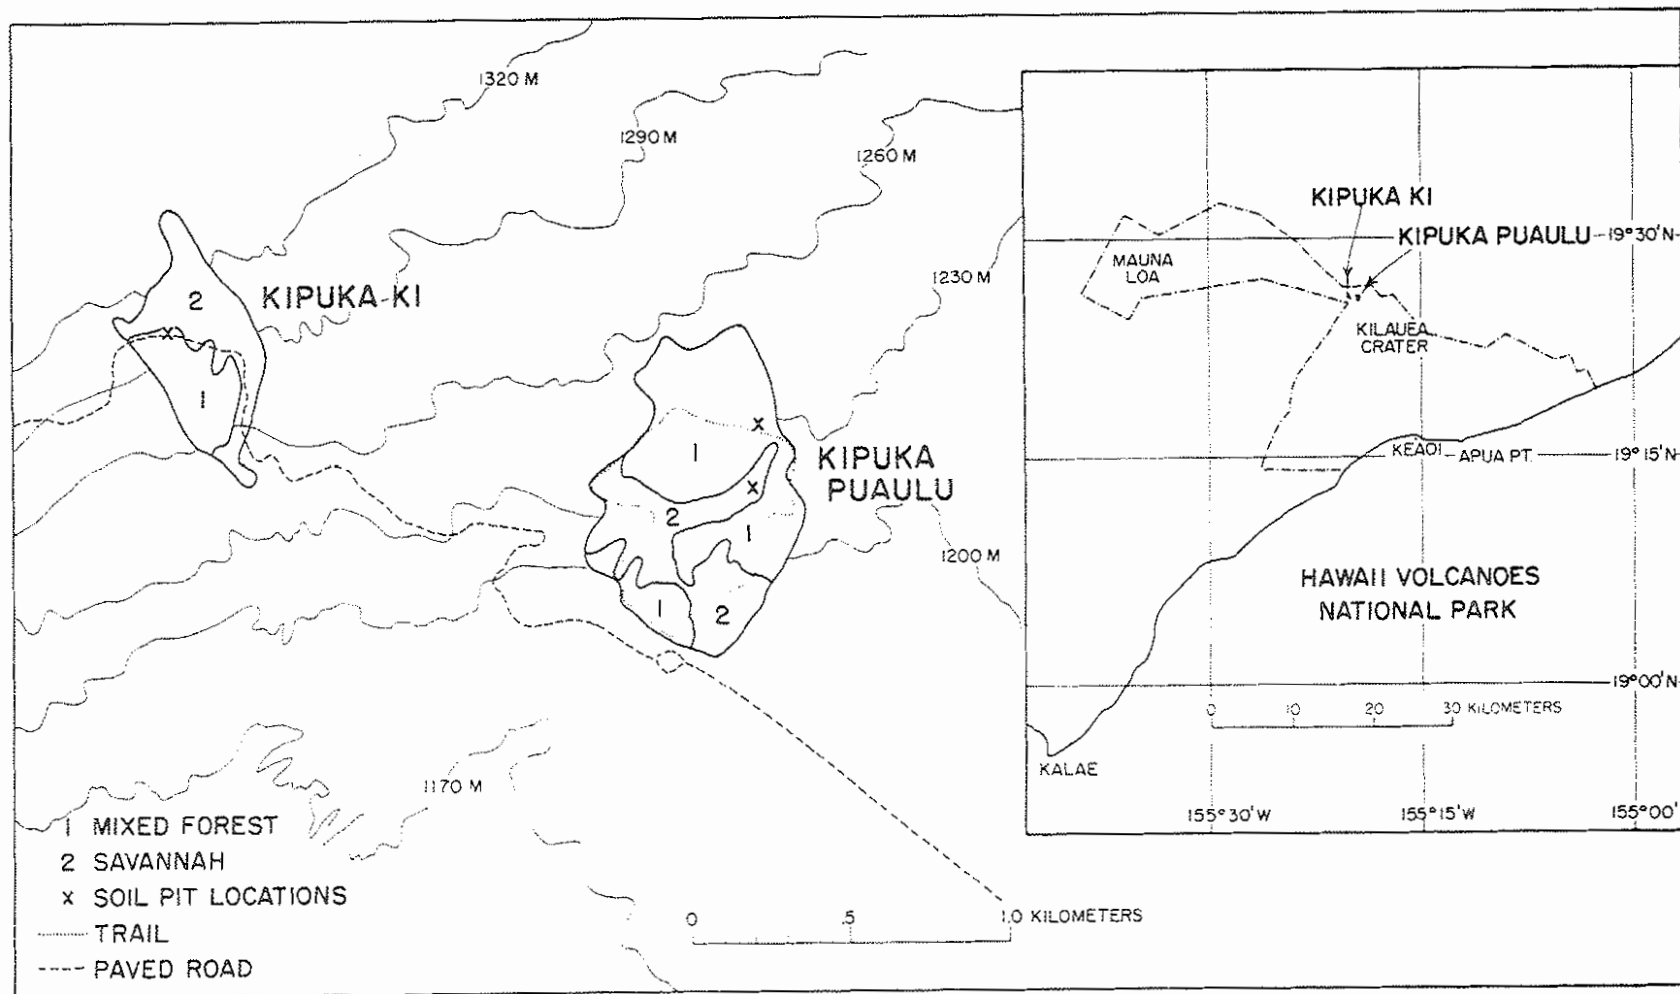 1320 M
1290 M
1260 M
1230 M
1200 M
1170 M
KIPUKA KI
2
x
1
KIPUKA
PUAULU
x
1
x
2
1
1
2
1 MIXED FOREST
2 SAVANNAH
x SOIL PIT LOCATIONS
TRAIL
PAVED ROAD
0 .5 1.0 KILOMETERS
KIPUKA KI
KIPUKA PUAULU
19°30'N
MAUNA
LOA
KILAUEA
CRATER
KEAOI
APUA PT.
19°15'N
HAWAII VOLCANOES
NATIONAL PARK
19°00'N
0 10 20 30 KILOMETERS
KALAE
155°30'W
155°15'W
155°00'